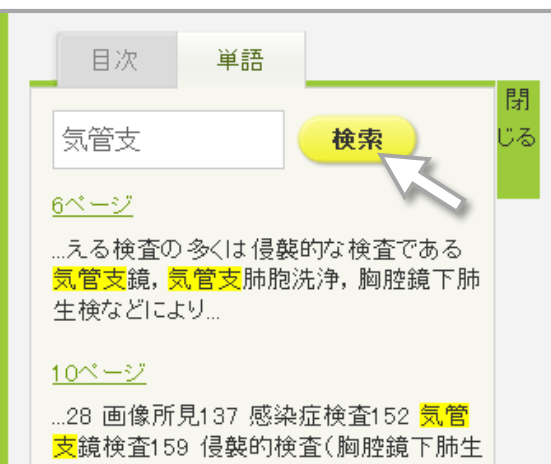 目次
単語
閉
じる
気管支
検索
6ページ
...える検査の多くは侵襲的な検査である
気管支鏡，気管支肺胞洗浄，胸腔鏡下肺
生検などにより...
10ページ
...28 画像所見137 感染症検査152 気管
支鏡検査159 侵襲的検査(胸腔鏡下肺生